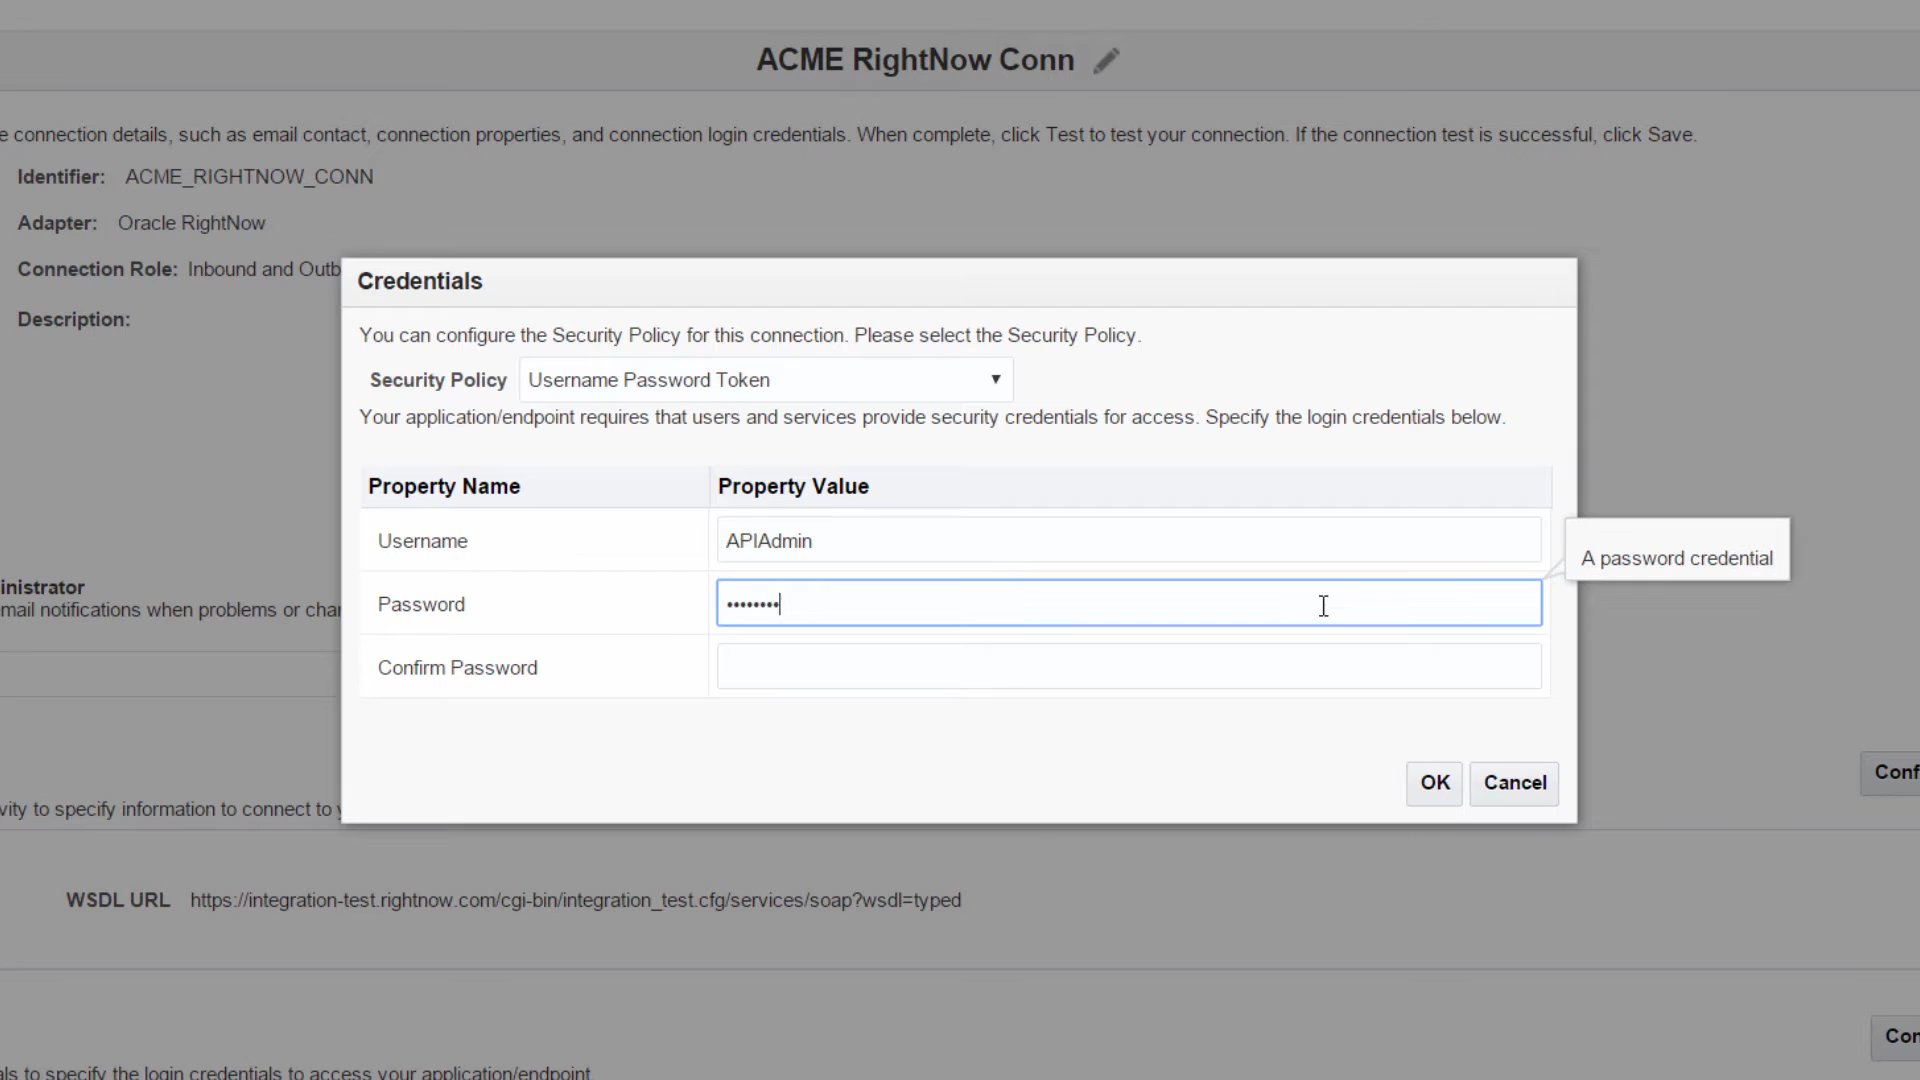 ACME RightNow Conn
e connection details, such as email contact, connection properties, and connection login credentials. When complete, click Test to test your connection. If the connection test is successful, click Save.
Identifier: ACME_RIGHTNOW_CONN
Adapter: Oracle RightNow
Connection Role: Inbound and Outb
Description:
Credentials
You can configure the Security Policy for this connection. Please select the Security Policy.
Security Policy Username Password Token
Your application/endpoint requires that users and services provide security credentials for access. Specify the login credentials below.
Property Name Property Value
Username APIAdmin
A password credential
Password ••••••••
Confirm Password
OK Cancel
inistrator
mail notifications when problems or char
Conf
vity to specify information to connect to y
WSDL URL https://integration-test.rightnow.com/cgi-bin/integration_test.cfg/services/soap?wsdl=typed
Con
als to specify the login credentials to access your application/endpoint.